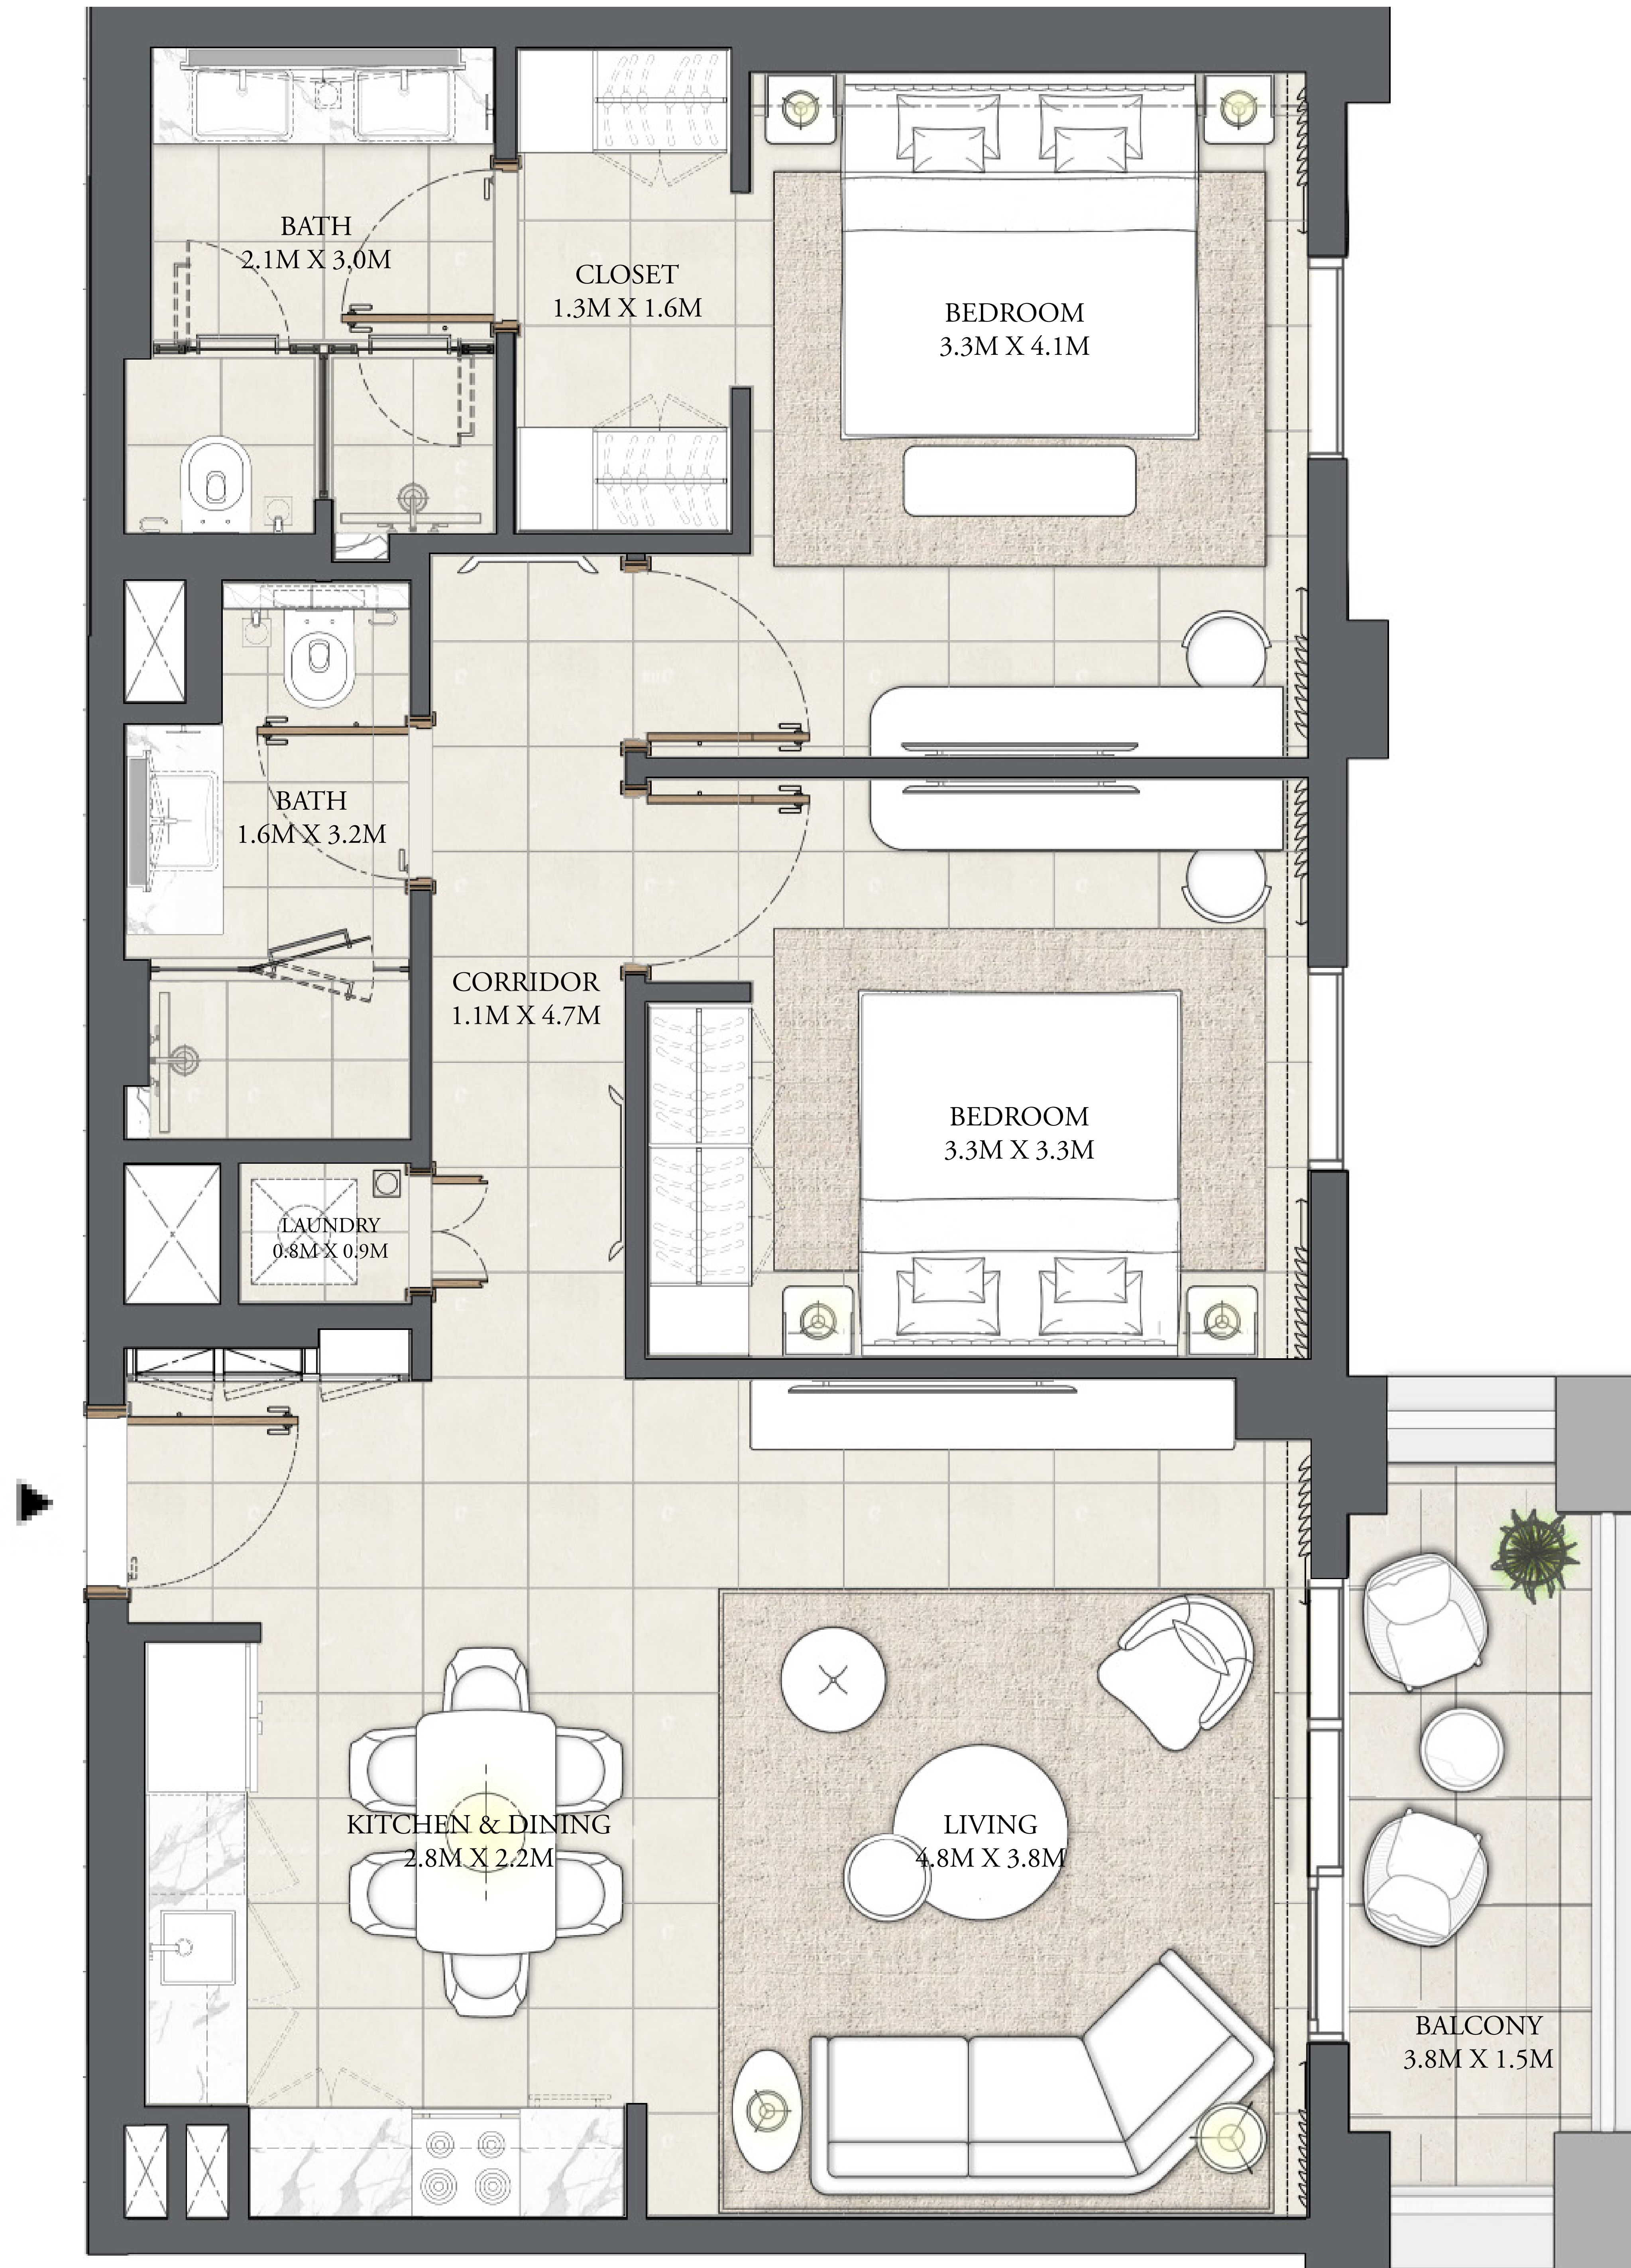 BATH
2.1M X 3.0M
CLOSET
1.3M X 1.6M
BEDROOM
3.3M X 4.1M
BATH
1.6M X 3.2M
CORRIDOR
1.1M X 4.7M
BEDROOM
3.3M X 3.3M
LAUNDRY
0.8M X 0.9M
KITCHEN & DINING
2.8M X 2.2M
LIVING
4.8M X 3.8M
BALCONY
3.8M X 1.5M